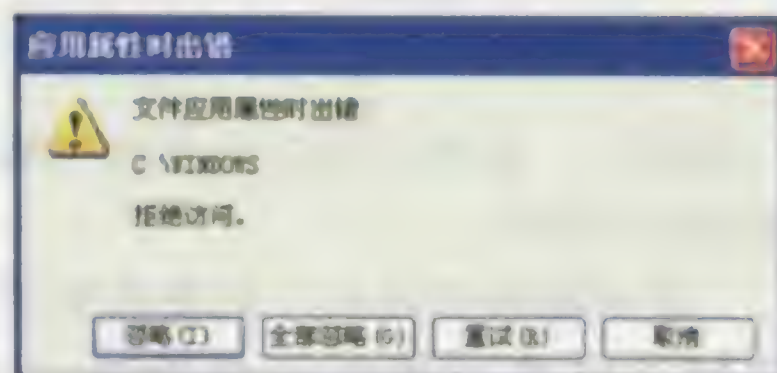 应用属性时出错
文件应用属性时出错
C:\WINDOWS
拒绝访问。
忽略(I)
全部忽略(G)
重试(R)
取消